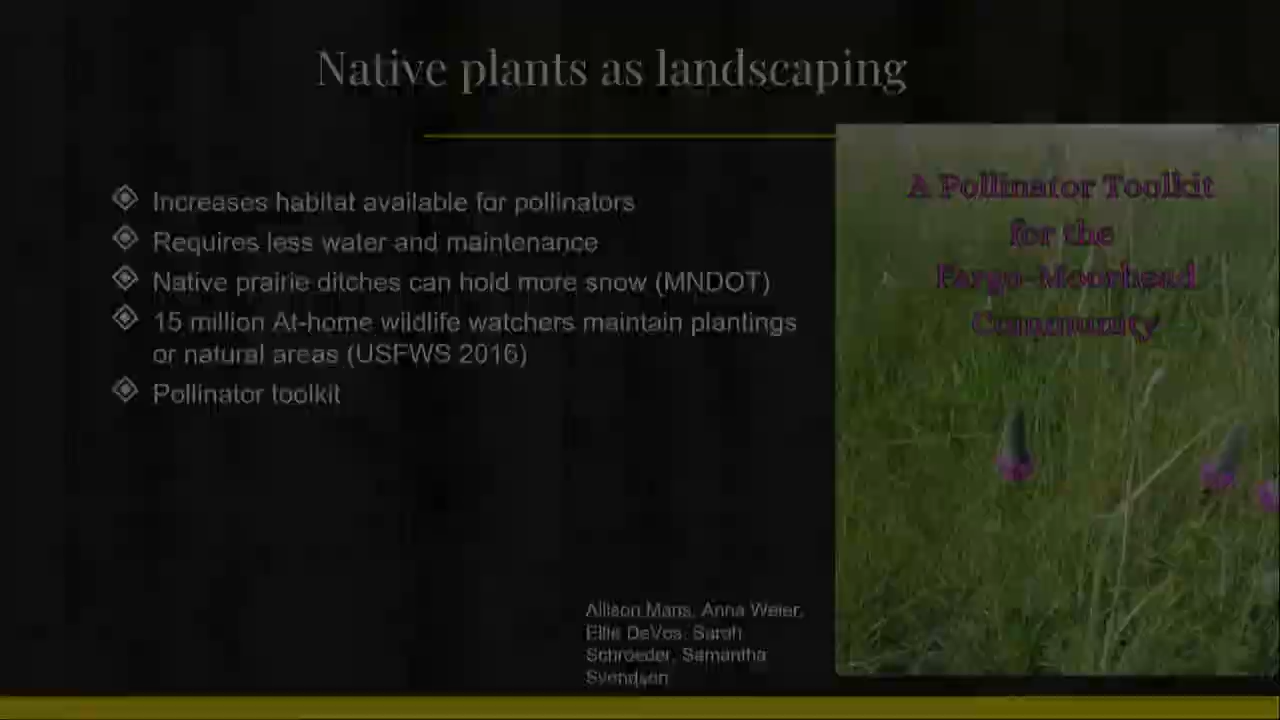 Native plants as landscaping
Increases habitat available for pollinators
Requires less water and maintenance
Native prairie ditches can hold more snow (MNDOT)
15 million At-home wildlife watchers maintain plantings
or natural areas (USFWS 2016)
Pollinator toolkit
A Pollinator Toolkit
for the
Fargo-Moorhead
Community
Allison Mans, Anna Weier,
Ellie DeVos, Sarah
Schroeder, Samantha
Svendsen